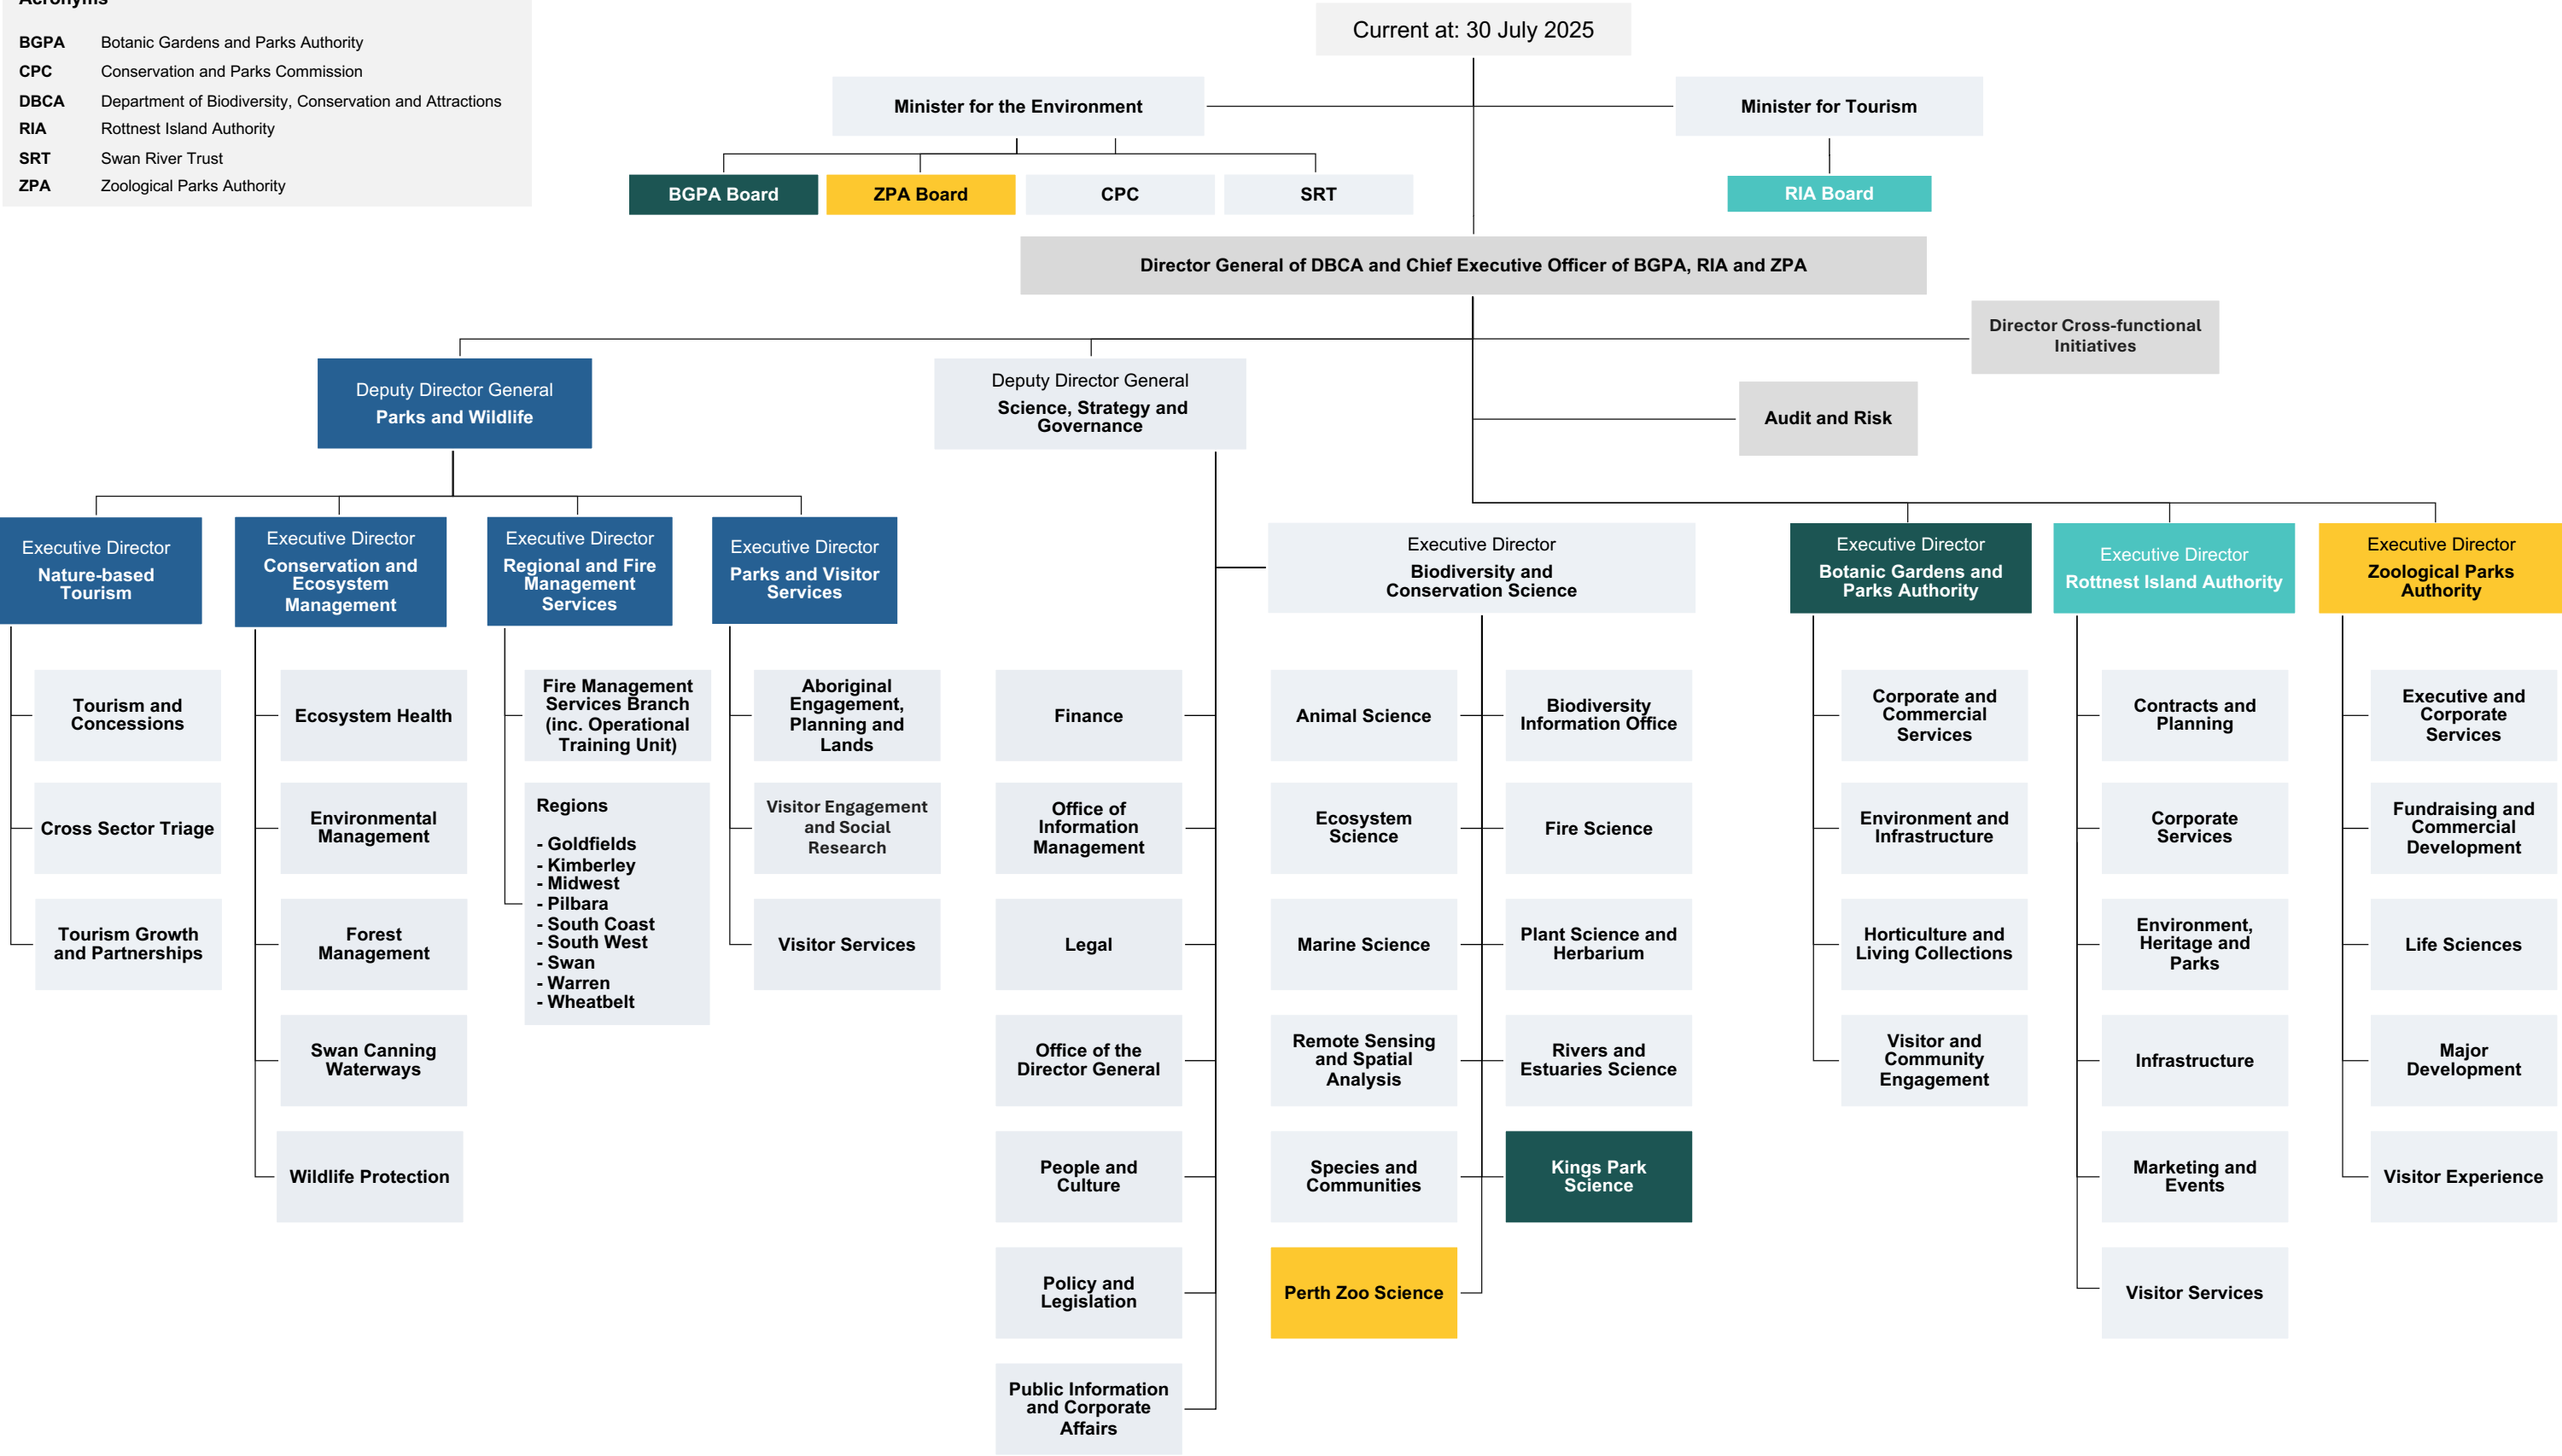 Acronyms
BGPA Botanic Gardens and Parks Authority
CPC Conservation and Parks Commission
DBCA Department of Biodiversity, Conservation and Attractions
RIA Rottnest Island Authority
SRT Swan River Trust
ZPA Zoological Parks Authority
Current at: 30 July 2025
Minister for the Environment
Minister for Tourism
BGPA Board
ZPA Board
CPC
SRT
RIA Board
Director General of DBCA and Chief Executive Officer of BGPA, RIA and ZPA
Director Cross-functional
Initiatives
Audit and Risk
Deputy Director General
Parks and Wildlife
Deputy Director General
Science, Strategy and
Governance
Executive Director
Nature-based
Tourism
Tourism and
Concessions
Cross Sector Triage
Tourism Growth
and Partnerships
Executive Director
Conservation and
Ecosystem
Management
Ecosystem Health
Environmental
Management
Forest
Management
Swan Canning
Waterways
Wildlife Protection
Executive Director
Regional and Fire
Management
Services
Fire Management
Services Branch
(inc. Operational
Training Unit)
Regions
- Goldfields
- Kimberley
- Midwest
- Pilbara
- South Coast
- South West
- Swan
- Warren
- Wheatbelt
Executive Director
Parks and Visitor
Services
Aboriginal
Engagement,
Planning and
Lands
Visitor Engagement
and Social
Research
Visitor Services
Finance
Office of
Information
Management
Legal
Office of the
Director General
People and
Culture
Policy and
Legislation
Public Information
and Corporate
Affairs
Executive Director
Biodiversity and
Conservation Science
Animal Science
Ecosystem
Science
Marine Science
Remote Sensing
and Spatial
Analysis
Species and
Communities
Perth Zoo Science
Biodiversity
Information Office
Fire Science
Plant Science and
Herbarium
Rivers and
Estuaries Science
Kings Park
Science
Executive Director
Botanic Gardens and
Parks Authority
Corporate and
Commercial
Services
Environment and
Infrastructure
Horticulture and
Living Collections
Visitor and
Community
Engagement
Executive Director
Rottnest Island Authority
Contracts and
Planning
Corporate
Services
Environment,
Heritage and
Parks
Infrastructure
Marketing and
Events
Visitor Services
Executive Director
Zoological Parks
Authority
Executive and
Corporate
Services
Fundraising and
Commercial
Development
Life Sciences
Major
Development
Visitor Experience